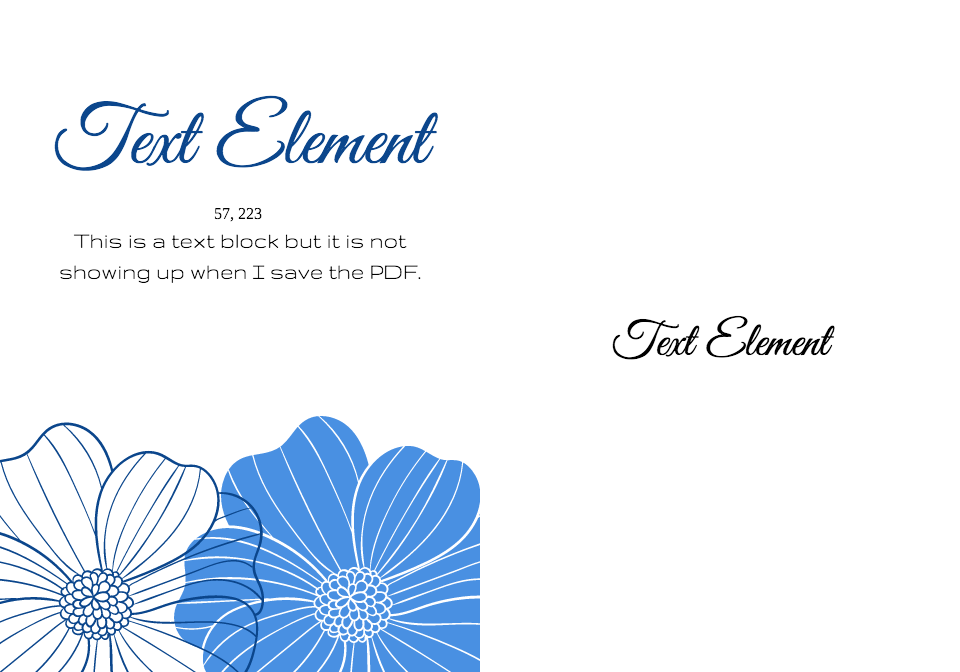 Text Element
57, 223
This is a text block but it is not
showing up when I save the PDF.
Text Element